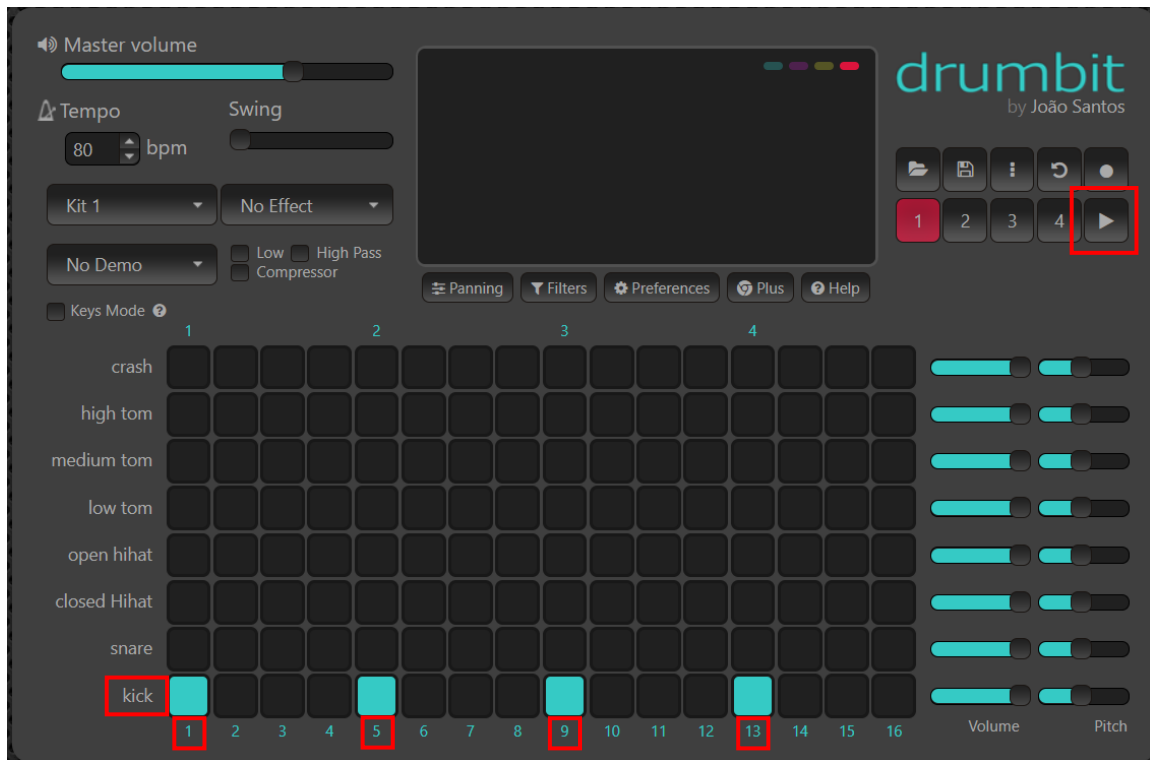 Master volume
drumbit
by João Santos
Tempo
Swing
80 bpm
Kit 1
No Effect
1 2 3 4
No Demo
Low High Pass
Compressor
Panning Filters Preferences Plus Help
Keys Mode
1 2 3 4
crash
high tom
medium tom
low tom
open hihat
closed Hihat
snare
kick
1 2 3 4 5 6 7 8 9 10 11 12 13 14 15 16
Volume Pitch